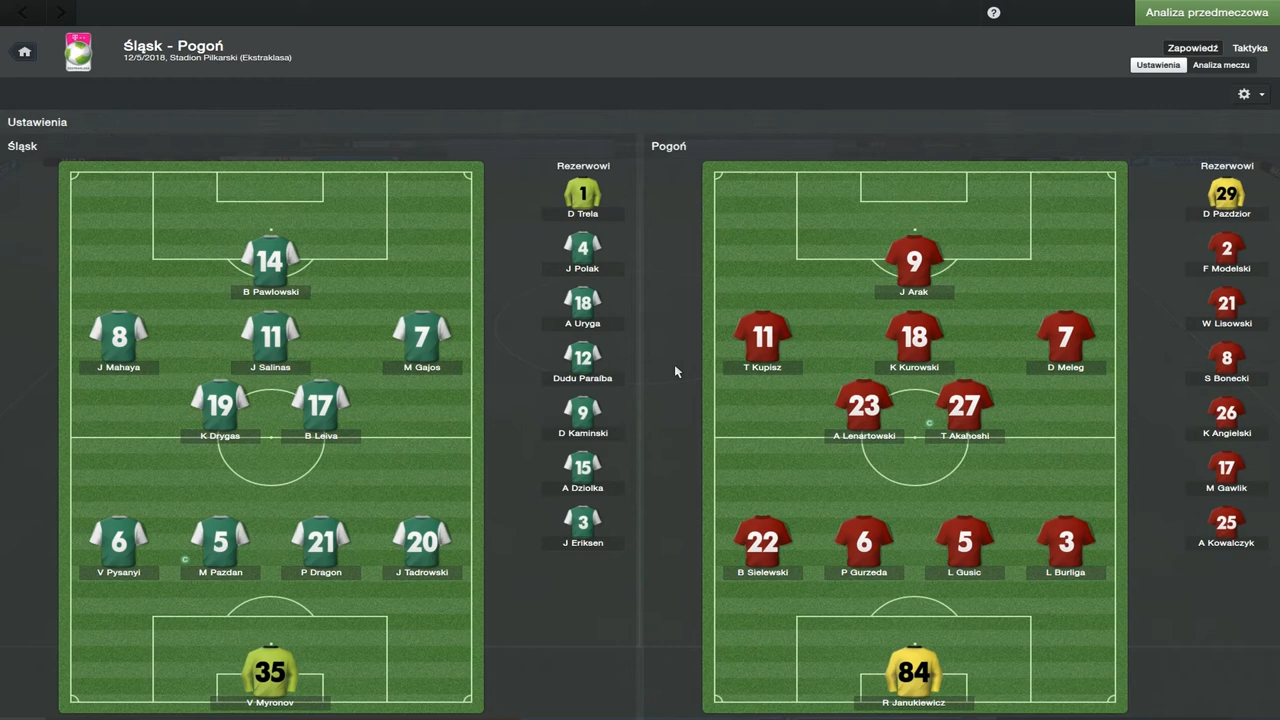 ?
Analiza przedmeczowa
Śląsk - Pogoń
12/5/2018, Stadion Pilkarski (Ekstraklasa)
Zapowiedź
Taktyka
Ustawienia
Analiza meczu
Ustawienia
Śląsk
14
B Pawlowski
8
J Mahaya
11
J Salinas
7
M Gajos
19
K Drygas
17
B Leiva
6
V Pysanyi
C
5
M Pazdan
21
P Dragon
20
J Tadrowski
35
V Myronov
Rezerwowi
1
D Trela
4
J Polak
18
A Uryga
12
Dudu Paraíba
9
D Kaminski
15
A Dziolka
3
J Eriksen
Pogoń
9
J Arak
11
T Kupisz
18
K Kurowski
7
D Meleg
23
A Lenartowski
C
27
T Akahoshi
22
B Sielewski
6
P Gurzeda
5
L Gusic
3
L Burliga
84
R Janukiewicz
Rezerwowi
29
D Pazdzior
2
F Modelski
21
W Lisowski
8
S Bonecki
26
K Angielski
17
M Gawlik
25
A Kowalczyk